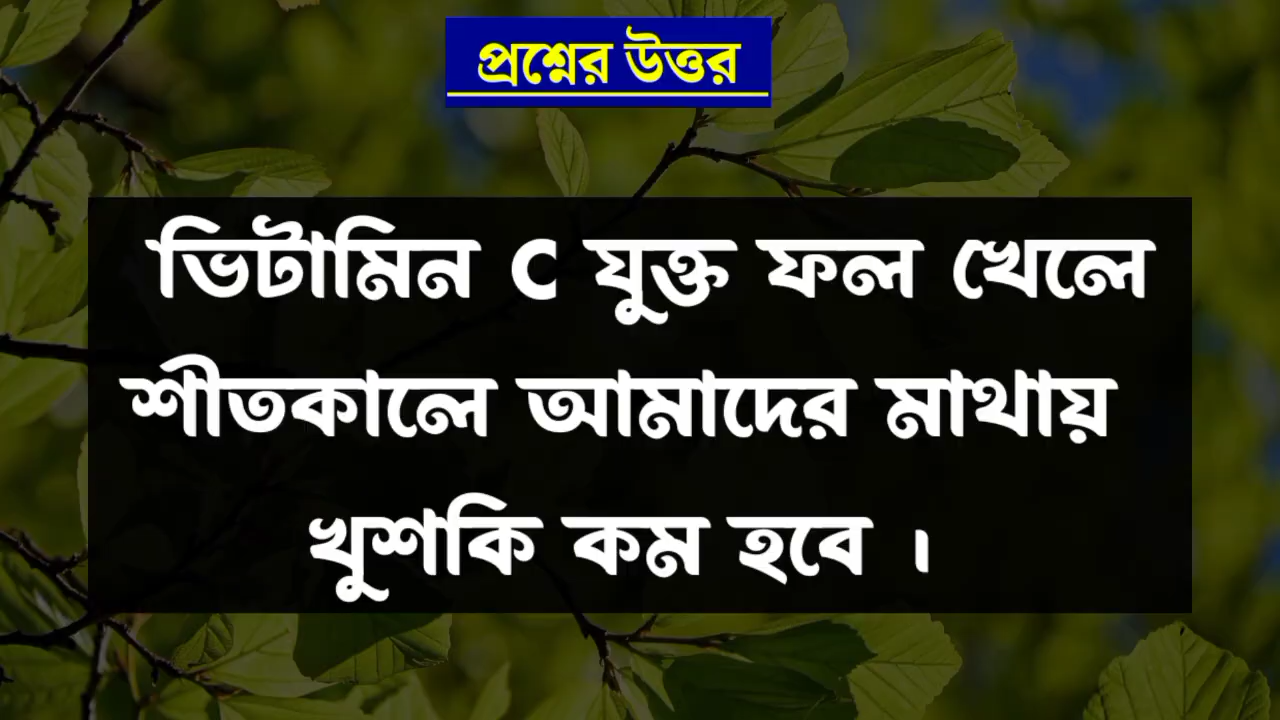 প্রশ্নের উত্তর
ভিটামিন C যুক্ত ফল খেলে
শীতকালে আমাদের মাথায়
খুশকি কম হবে ।